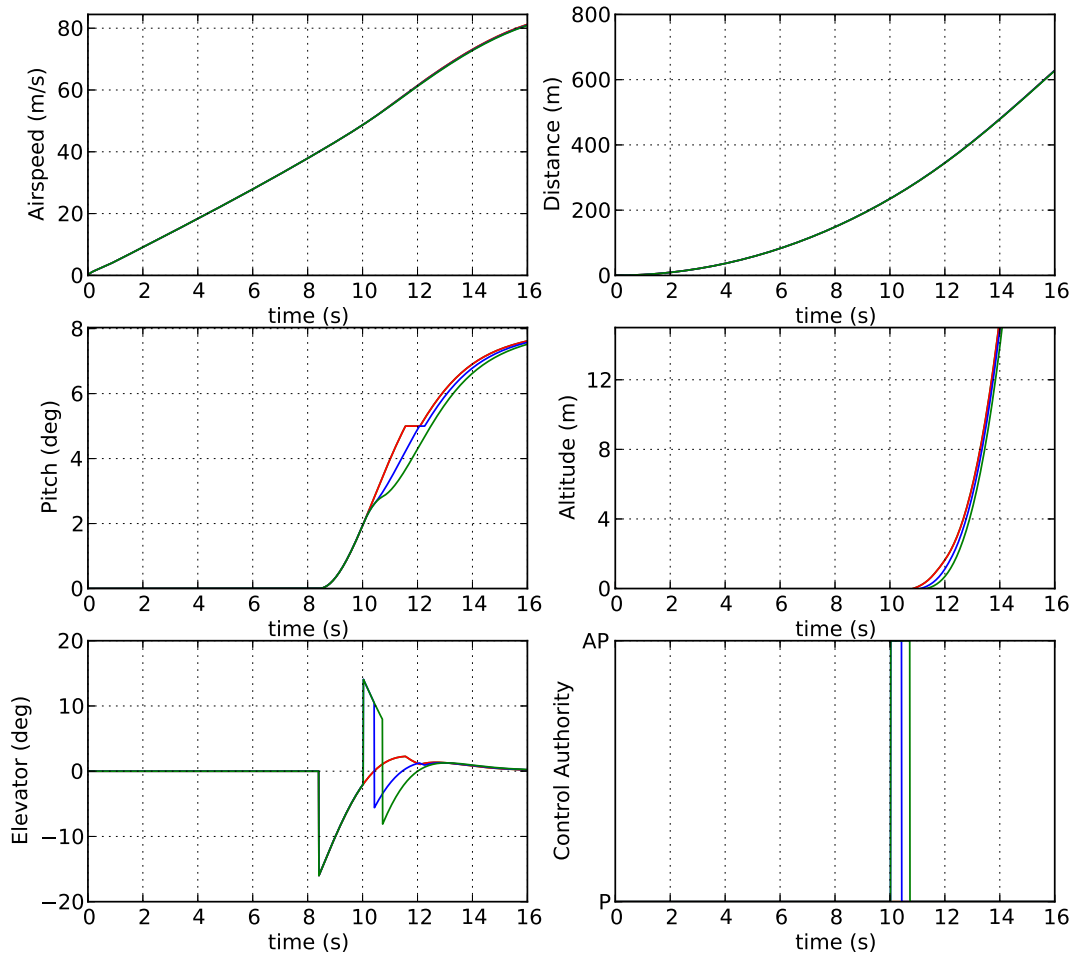 Airspeed (m/s)
80
60
40
20
0
0 2 4 6 8 10 12 14 16
time (s)
Distance (m)
800
600
400
200
0
0 2 4 6 8 10 12 14 16
time (s)
Pitch (deg)
8
6
4
2
0
0 2 4 6 8 10 12 14 16
time (s)
Altitude (m)
12
8
4
0
0 2 4 6 8 10 12 14 16
time (s)
Elevator (deg)
20
10
0
−10
−20
0 2 4 6 8 10 12 14 16
time (s)
Control Authority
AP
P
0 2 4 6 8 10 12 14 16
time (s)